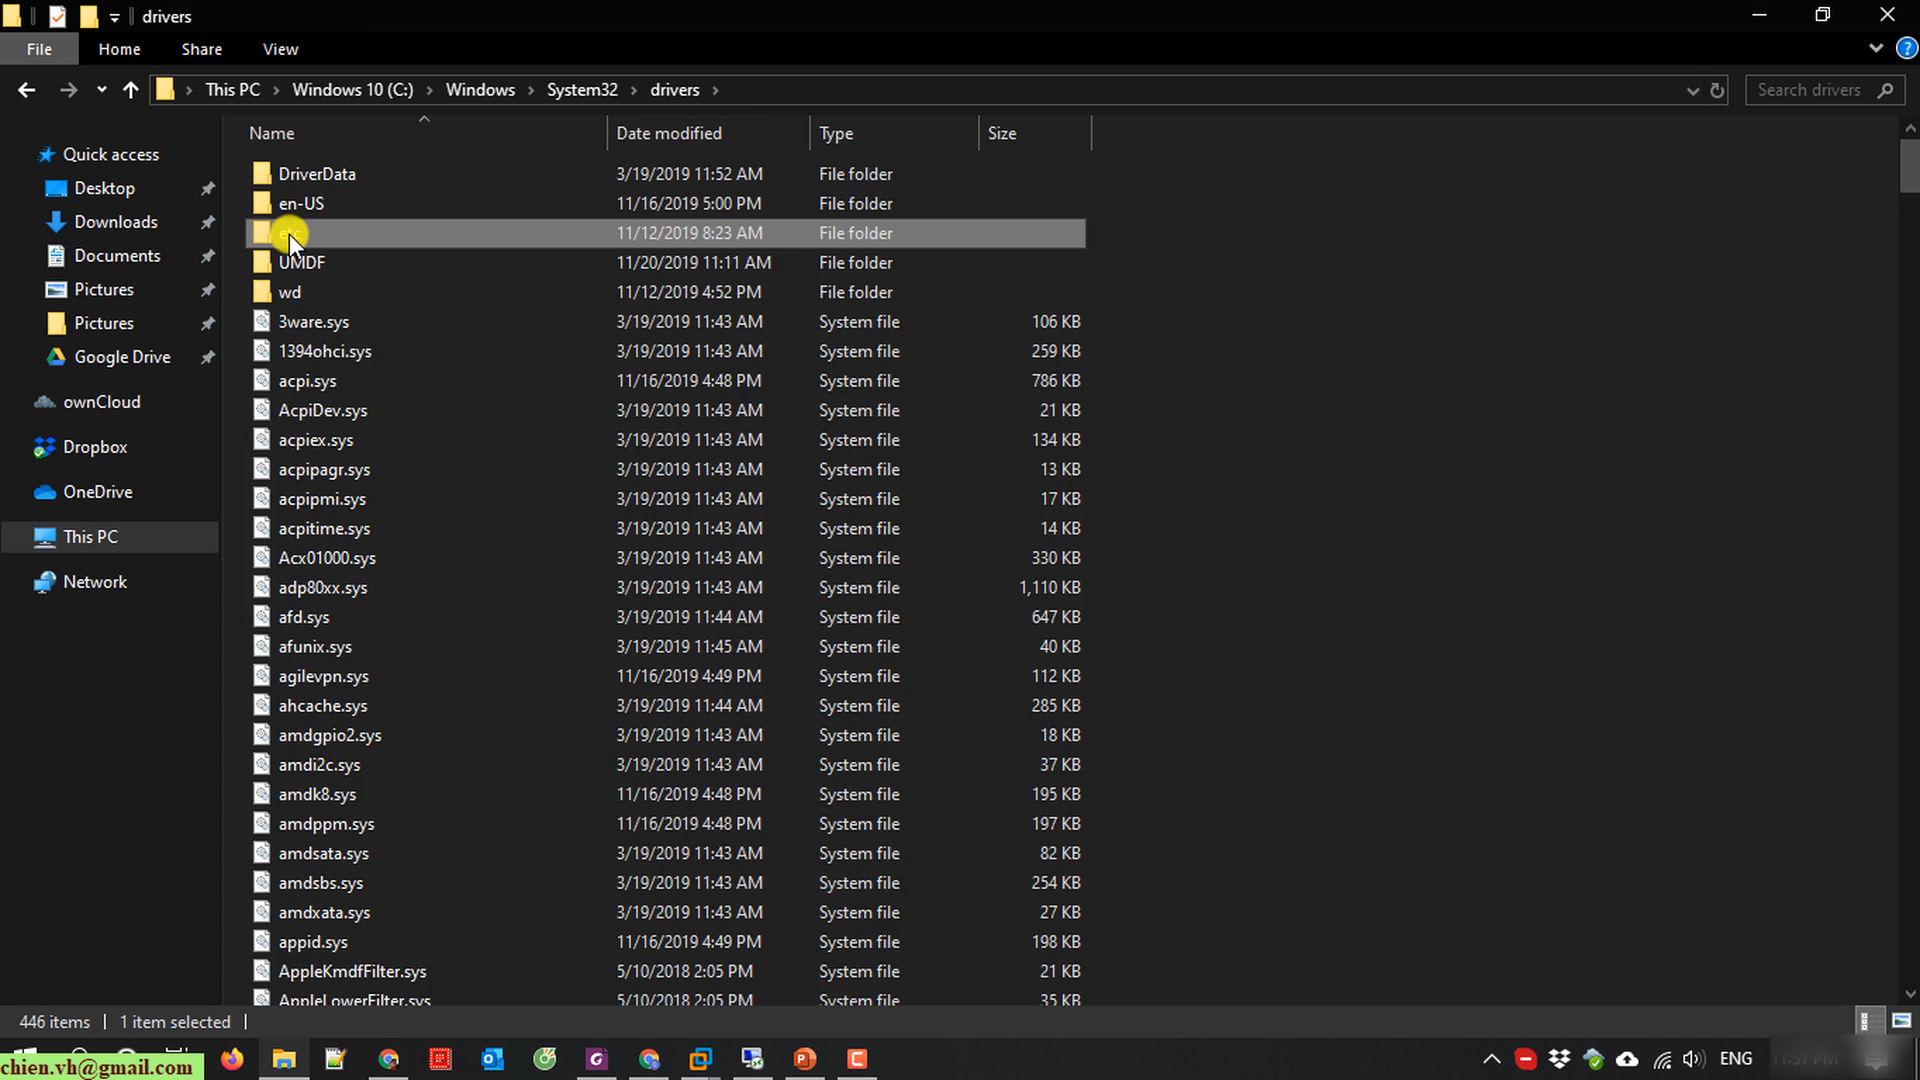 drivers
File Home Share View
This PC Windows 10 (C:) Windows System32 drivers Search drivers
Name Date modified Type Size
Quick access
Desktop
Downloads
Documents
Pictures
Pictures
Google Drive
ownCloud
Dropbox
OneDrive
This PC
Network
DriverData 3/19/2019 11:52 AM File folder
en-US 11/16/2019 5:00 PM File folder
etc 11/12/2019 8:23 AM File folder
UMDF 11/20/2019 11:11 AM File folder
wd 11/12/2019 4:52 PM File folder
3ware.sys 3/19/2019 11:43 AM System file 106 KB
1394ohci.sys 3/19/2019 11:43 AM System file 259 KB
acpi.sys 11/16/2019 4:48 PM System file 786 KB
AcpiDev.sys 3/19/2019 11:43 AM System file 21 KB
acpiex.sys 3/19/2019 11:43 AM System file 134 KB
acpipagr.sys 3/19/2019 11:43 AM System file 13 KB
acpipmi.sys 3/19/2019 11:43 AM System file 17 KB
acpitime.sys 3/19/2019 11:43 AM System file 14 KB
Acx01000.sys 3/19/2019 11:43 AM System file 330 KB
adp80xx.sys 3/19/2019 11:43 AM System file 1,110 KB
afd.sys 3/19/2019 11:44 AM System file 647 KB
afunix.sys 3/19/2019 11:45 AM System file 40 KB
agilevpn.sys 11/16/2019 4:49 PM System file 112 KB
ahcache.sys 3/19/2019 11:44 AM System file 285 KB
amdgpio2.sys 3/19/2019 11:43 AM System file 18 KB
amdi2c.sys 3/19/2019 11:43 AM System file 37 KB
amdk8.sys 11/16/2019 4:48 PM System file 195 KB
amdppm.sys 11/16/2019 4:48 PM System file 197 KB
amdsata.sys 3/19/2019 11:43 AM System file 82 KB
amdsbs.sys 3/19/2019 11:43 AM System file 254 KB
amdxata.sys 3/19/2019 11:43 AM System file 27 KB
appid.sys 11/16/2019 4:49 PM System file 198 KB
AppleKmdfFilter.sys 5/10/2018 2:05 PM System file 21 KB
AppleLowerFilter.sys 5/10/2018 2:05 PM System file 35 KB
446 items 1 item selected
chien.vh@gmail.com ENG 11:57 PM